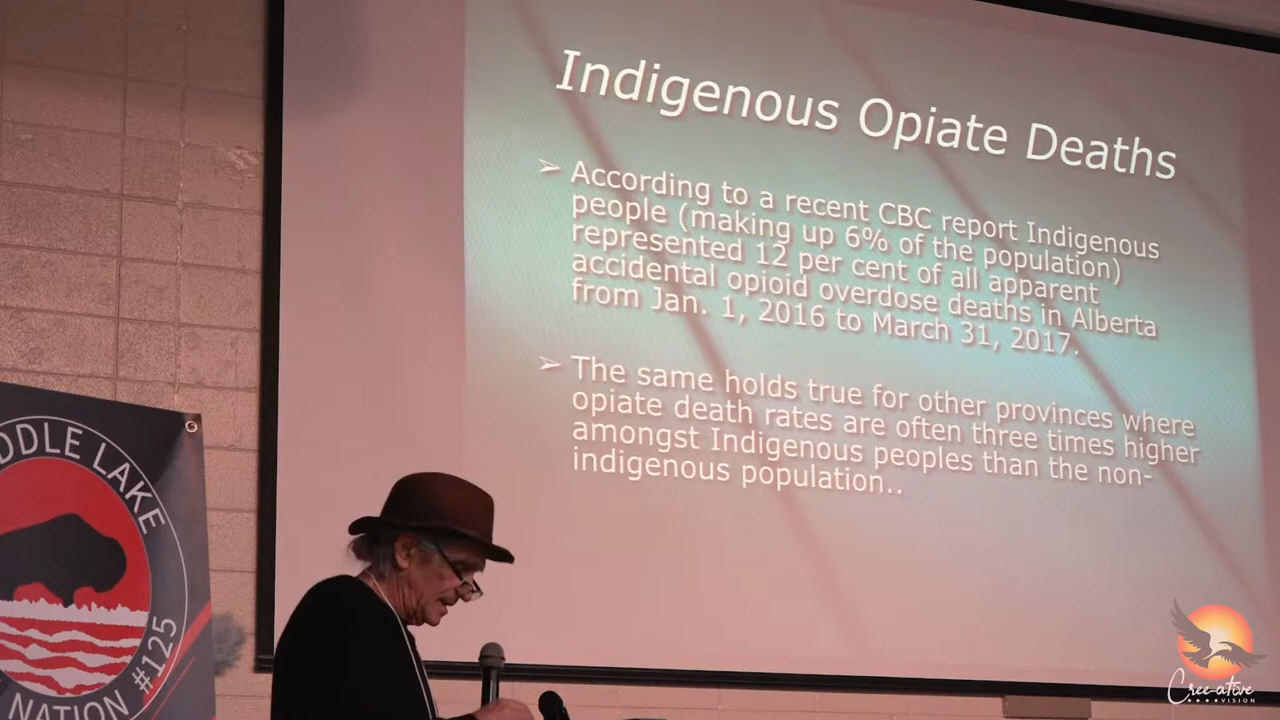 Indigenous Opiate Deaths
➢ According to a recent CBC report Indigenous
people (making up 6% of the population)
represented 12 per cent of all apparent
accidental opioid overdose deaths in Alberta
from Jan. 1, 2016 to March 31, 2017.
➢ The same holds true for other provinces where
opiate death rates are often three times higher
amongst Indigenous peoples than the non-
indigenous population..
DDLE LAKE
NATION #125
Cree-ative
VISION